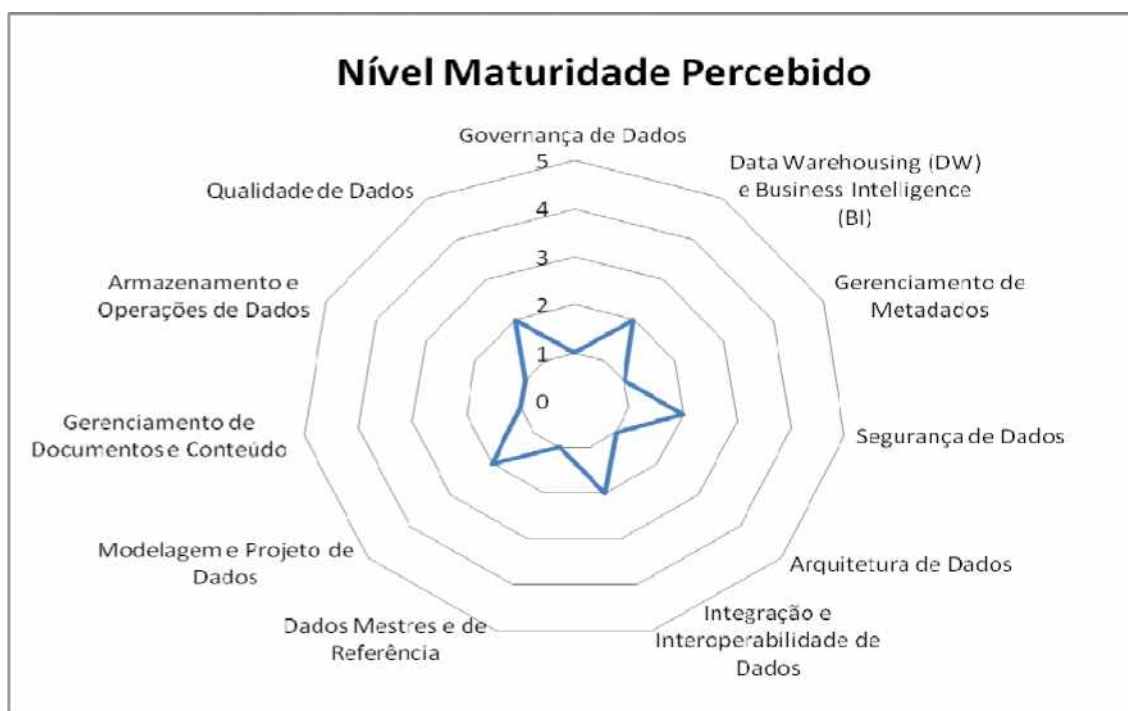 Nível Maturidade Percebido
Governança de Dados
Data Warehousing (DW)
e Business Intelligence
(BI)
Gerenciamento de
Metadados
Segurança de Dados
Arquitetura de Dados
Integração e
Interoperabilidade de
Dados
Dados Mestres e de
Referência
Modelagem e Projeto de
Dados
Gerenciamento de
Documentos e Conteúdo
Armazenamento e
Operações de Dados
Qualidade de Dados
5
4
3
2
1
0